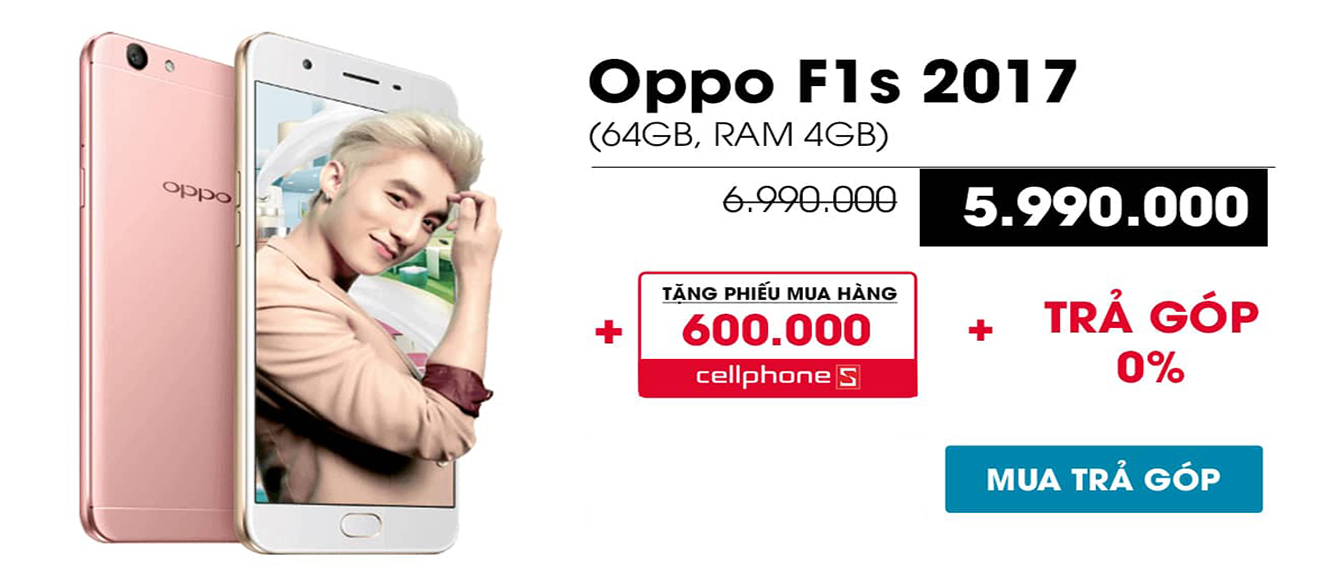 oppo
Oppo F1s 2017
(64GB, RAM 4GB)
6.990.000
5.990.000
+
TẶNG PHIẾU MUA HÀNG
600.000
cellphone S
+
TRẢ GÓP
0%
MUA TRẢ GÓP